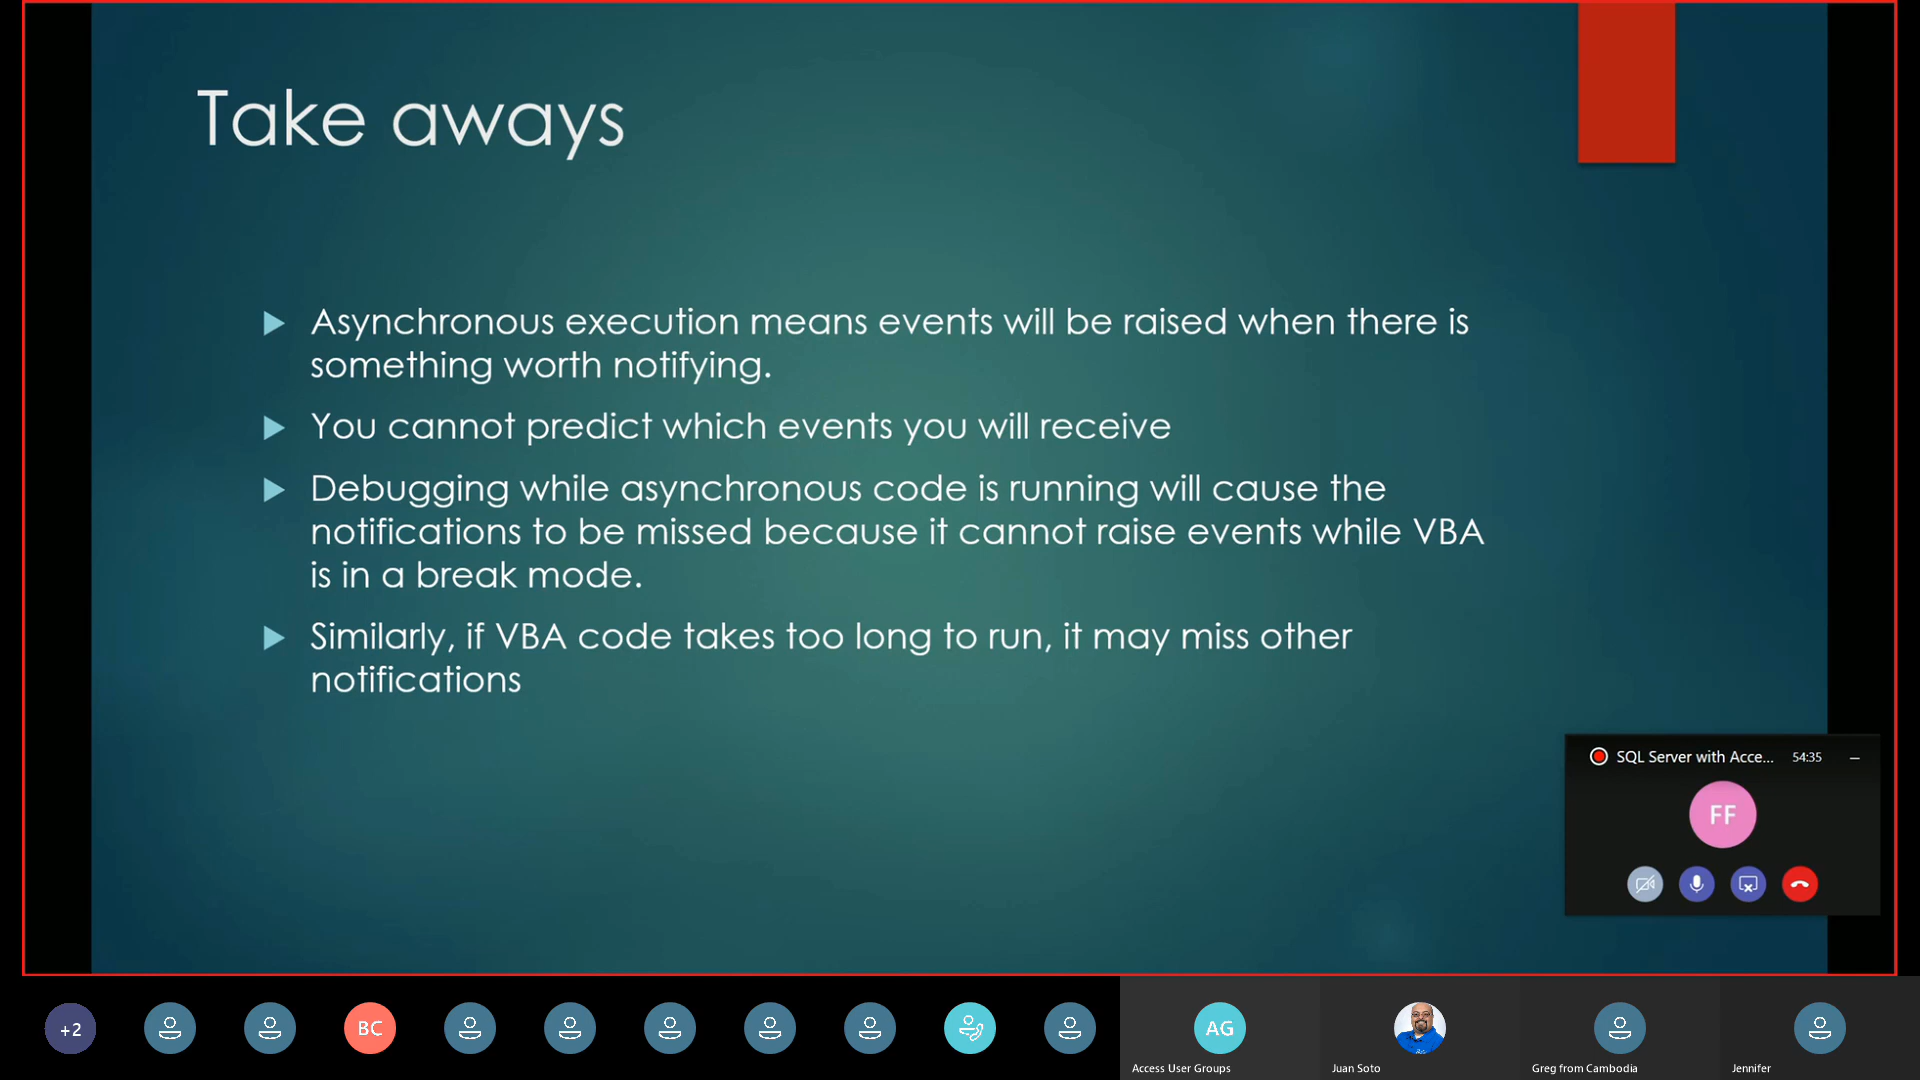 Take aways
Asynchronous execution means events will be raised when there is
something worth notifying.
You cannot predict which events you will receive
Debugging while asynchronous code is running will cause the
notifications to be missed because it cannot raise events while VBA
is in a break mode.
Similarly, if VBA code takes too long to run, it may miss other
notifications
SQL Server with Acce... 54:35
FF
+2
BC
AG
Access User Groups
Juan Soto
Greg from Cambodia
Jennifer